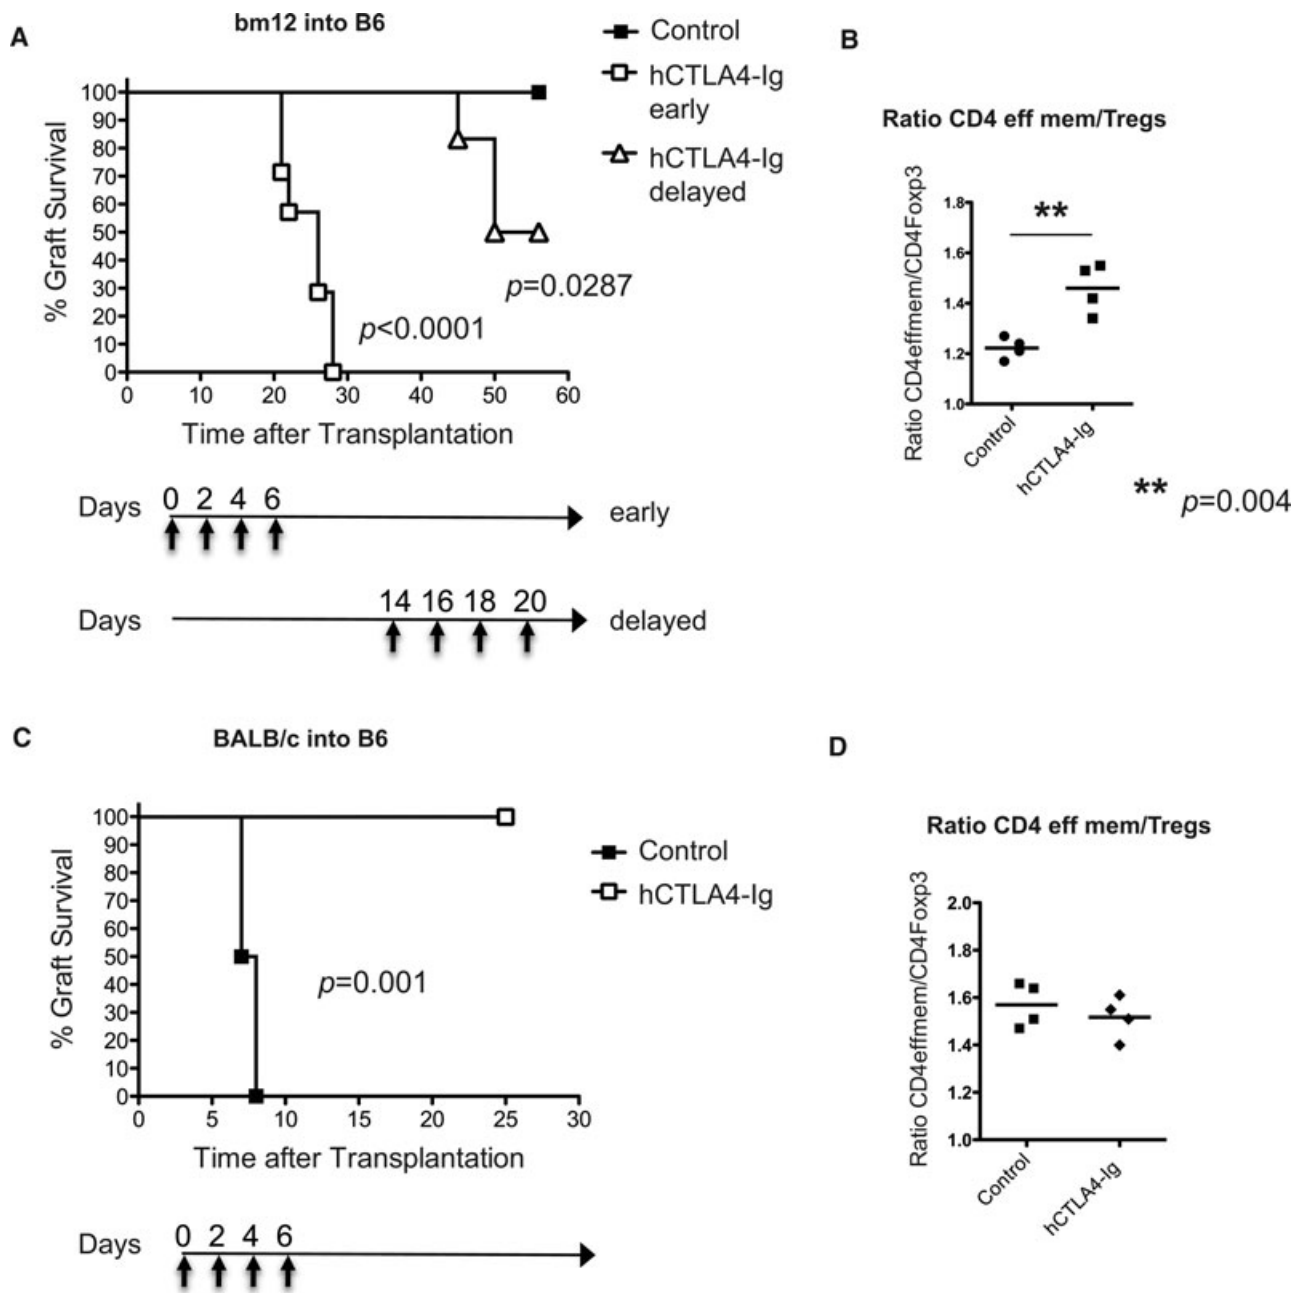 A
bm12 into B6
Control
hCTLA4-Ig
early
hCTLA4-Ig
delayed
% Graft Survival
100
90
80
70
60
50
40
30
20
10
0
0 10 20 30 40 50 60
p<0.0001
p=0.0287
Time after Transplantation
Days 0 2 4 6 early
Days 14 16 18 20 delayed
B
Ratio CD4 eff mem/Tregs
Ratio CD4effmem/CD4Foxp3
1.8
1.6
1.4
1.2
1.0
**
Control
hCTLA4-Ig
** p=0.004
C
BALB/c into B6
% Graft Survival
100
90
80
70
60
50
40
30
20
10
0
0 5 10 15 20 25 30
p=0.001
Control
hCTLA4-Ig
Time after Transplantation
Days 0 2 4 6
D
Ratio CD4 eff mem/Tregs
Ratio CD4effmem/CD4Foxp3
2.0
1.8
1.6
1.4
1.2
1.0
Control
hCTLA4-Ig